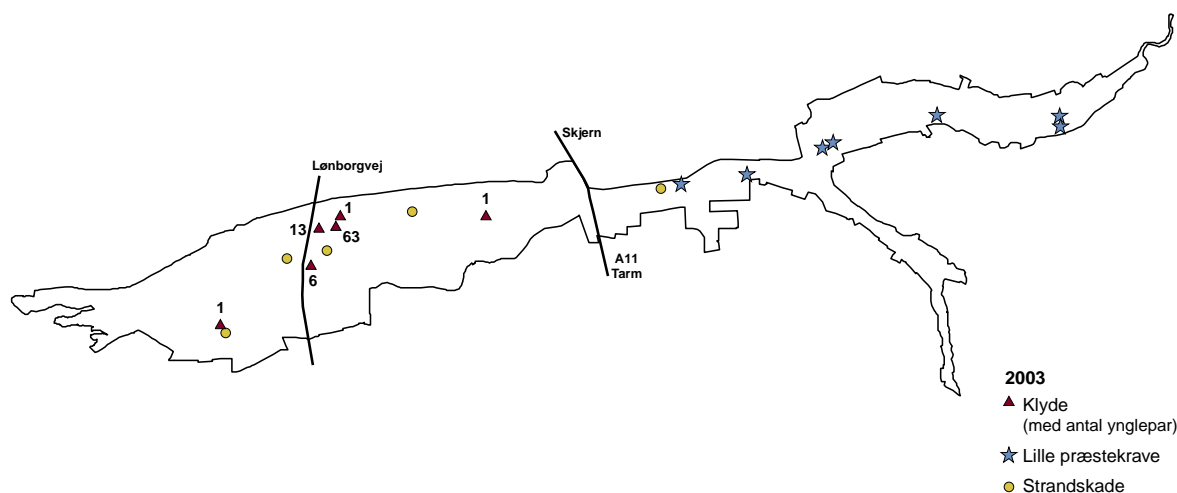 Skjern
Lønborgvej
1
1
13
63
6
1
A11
Tarm
2003
Klyde
(med antal ynglepar)
Lille præstekrave
Strandskade